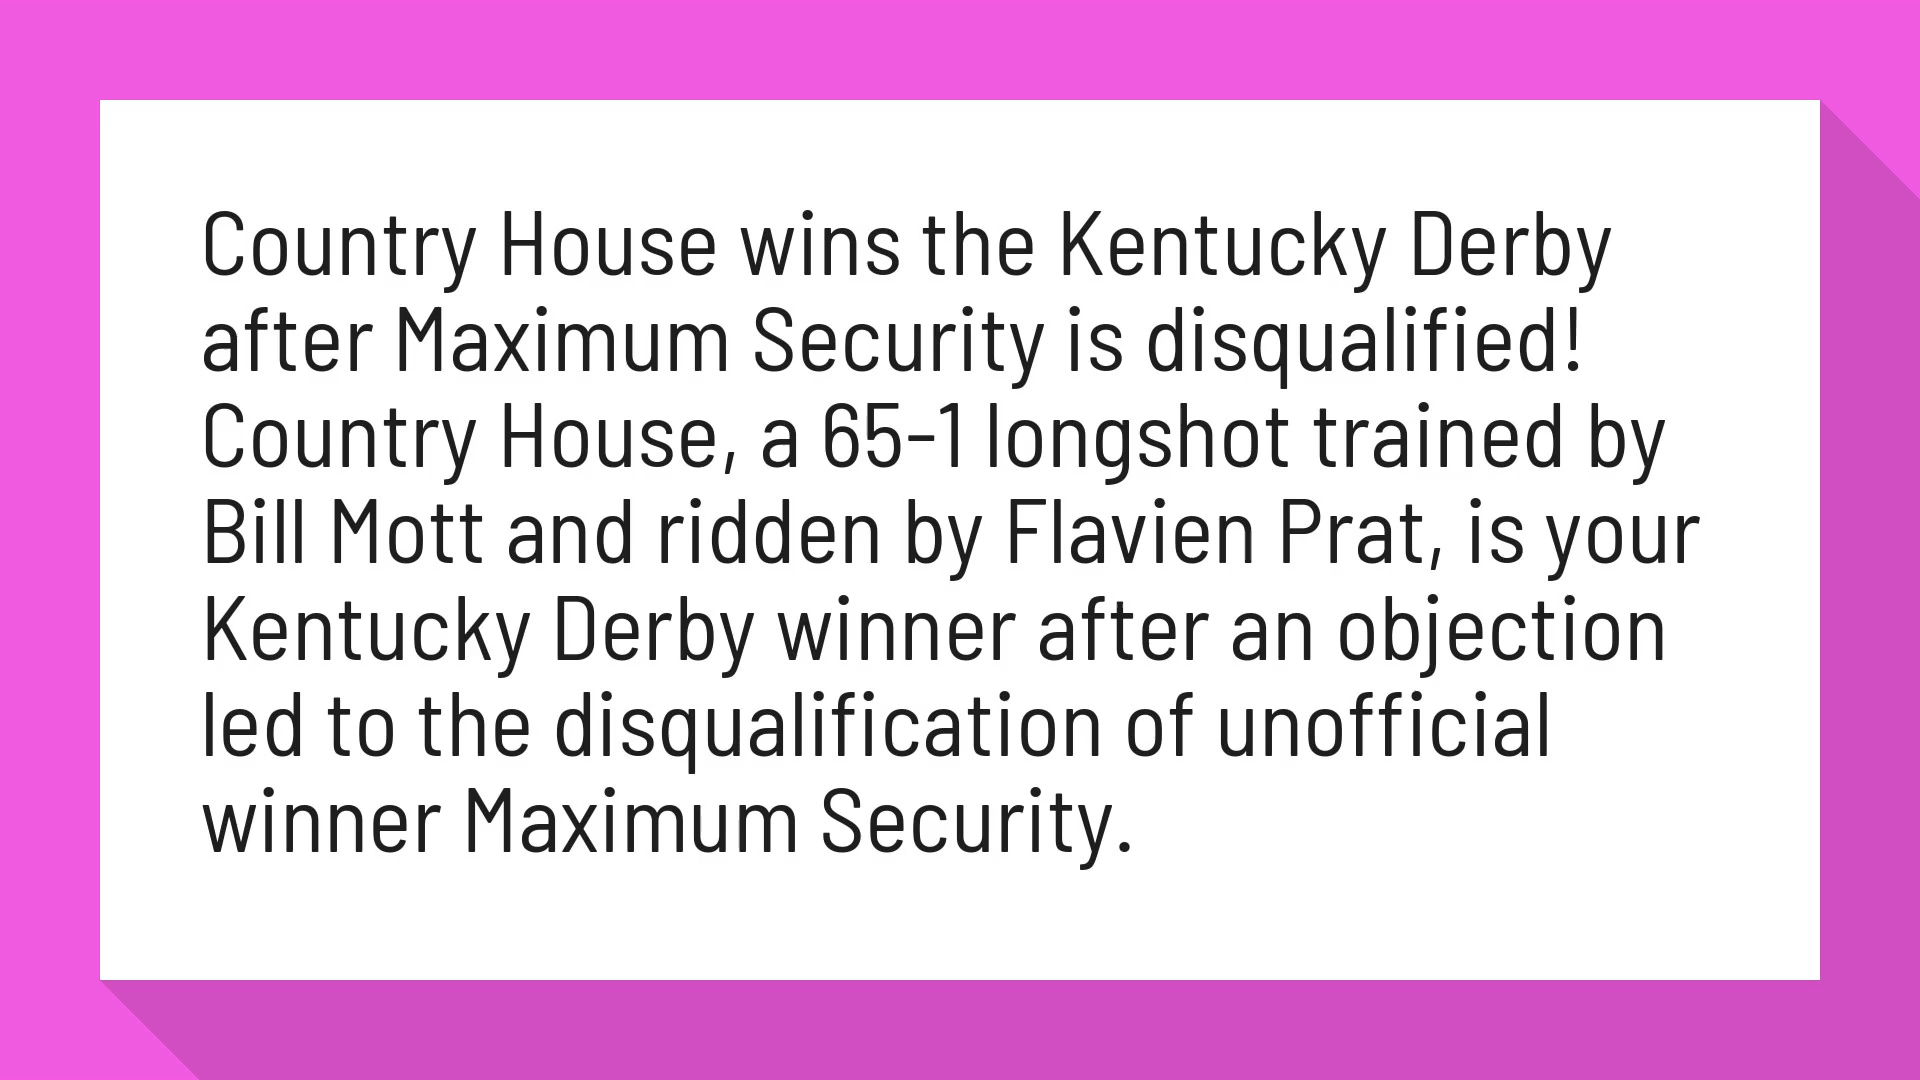 Country House wins the Kentucky Derby
after Maximum Security is disqualified!
Country House, a 65-1 longshot trained by
Bill Mott and ridden by Flavien Prat, is your
Kentucky Derby winner after an objection
led to the disqualification of unofficial
winner Maximum Security.